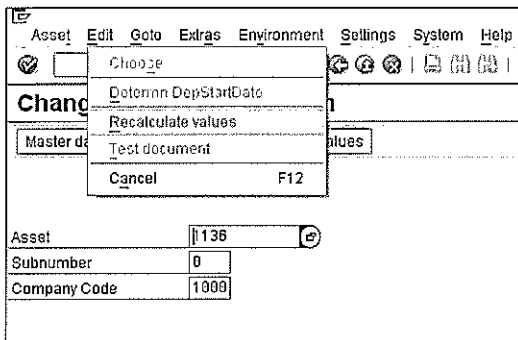 Asset Edit Goto Extras Environment Settings System Help
Choose
Determn DepStartDate
Chang n
Recalculate values
Master da alues
Test document
Cancel F12
Asset 1136
Subnumber 0
Company Code 1000